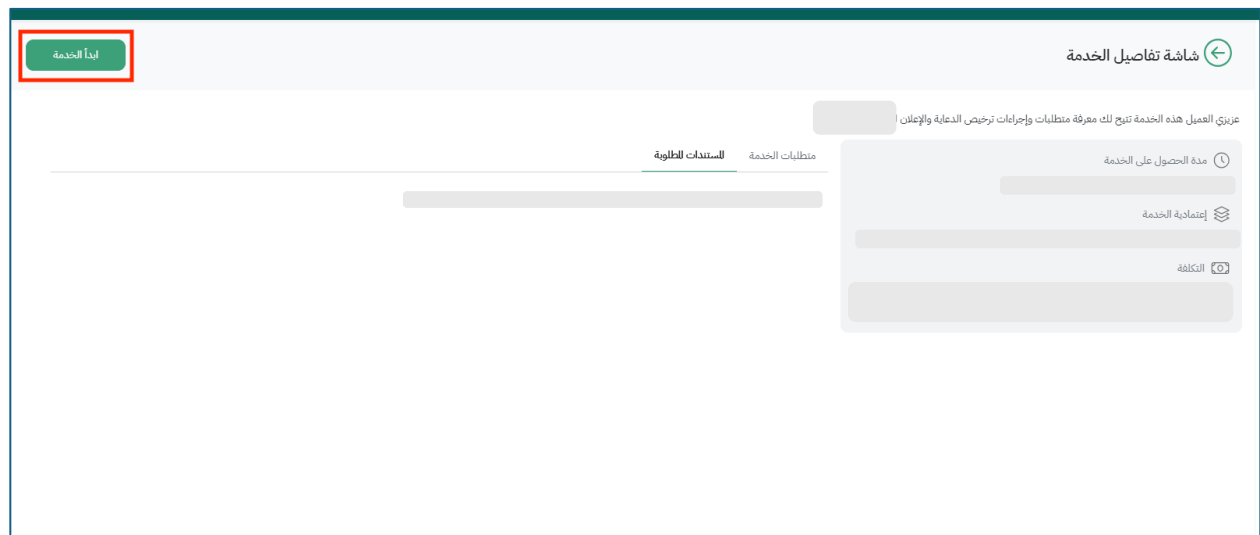 شاشة تفاصيل الخدمة
ابدأ الخدمة
عزيزي العميل هذه الخدمة تتيح لك معرفة متطلبات وإجراءات ترخيص الدعاية والإعلان
مدة الحصول على الخدمة
إعتمادية الخدمة
التكلفة
متطلبات الخدمة
المستندات المطلوبة